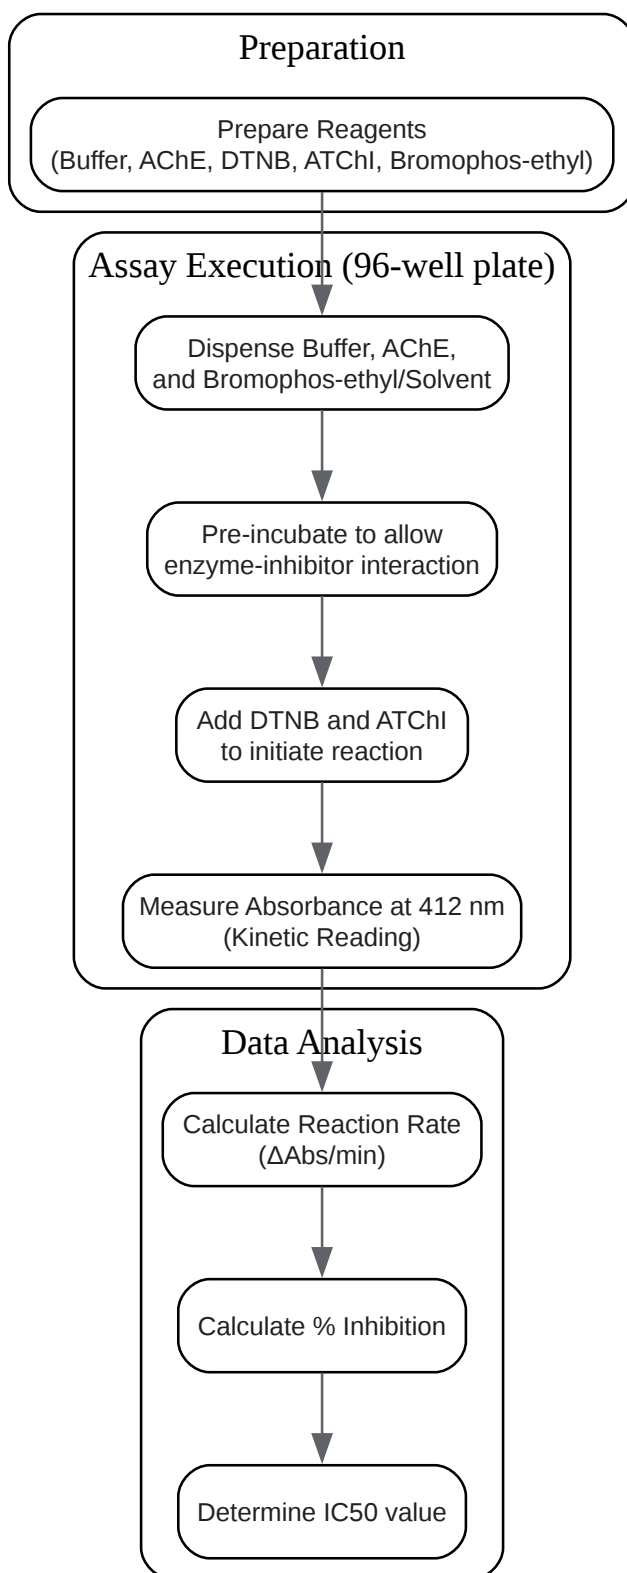 Preparation
Prepare Reagents
(Buffer, AChE, DTNB, ATChI, Bromophos-ethyl)
Assay Execution (96-well plate)
Dispense Buffer, AChE,
and Bromophos-ethyl/Solvent
Pre-incubate to allow
enzyme-inhibitor interaction
Add DTNB and ATChI
to initiate reaction
Measure Absorbance at 412 nm
(Kinetic Reading)
Data Analysis
Calculate Reaction Rate
(ΔAbs/min)
Calculate % Inhibition
Determine IC50 value